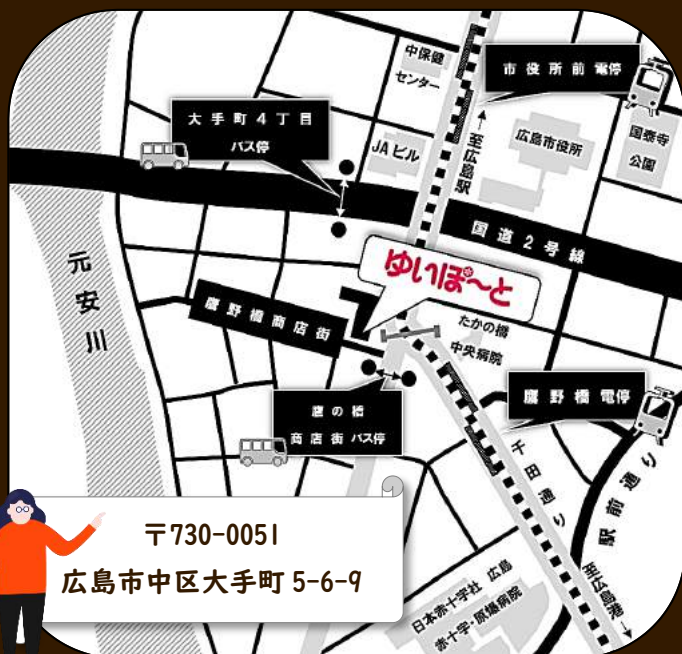 中保健
センター
市役所前電停
大手町4丁目
バス停
JAビル
至広島駅
広島市役所
国泰寺
公園
国道2号線
元安川
ゆいぽ~と
鷹野橋商店街
たかの橋
中央病院
鷹野橋電停
鷹の橋
商店街 バス停
千田通り
駅前通り
至広島港
〒730-0051
広島市中区大手町 5-6-9
日本赤十字社 広島
赤十字・原爆病院